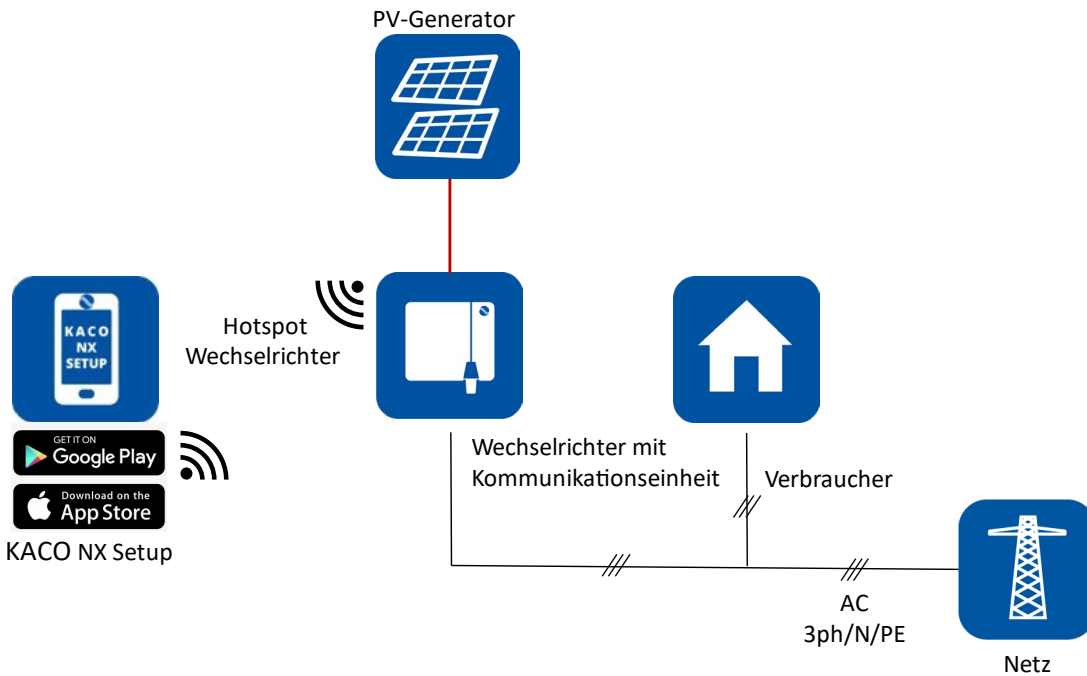 PV-Generator
KACO
NX
SETUP
Hotspot
Wechselrichter
GET IT ON
Google Play
Download on the
App Store
KACO NX Setup
Wechselrichter mit
Kommunikationseinheit
Verbraucher
AC
3ph/N/PE
Netz